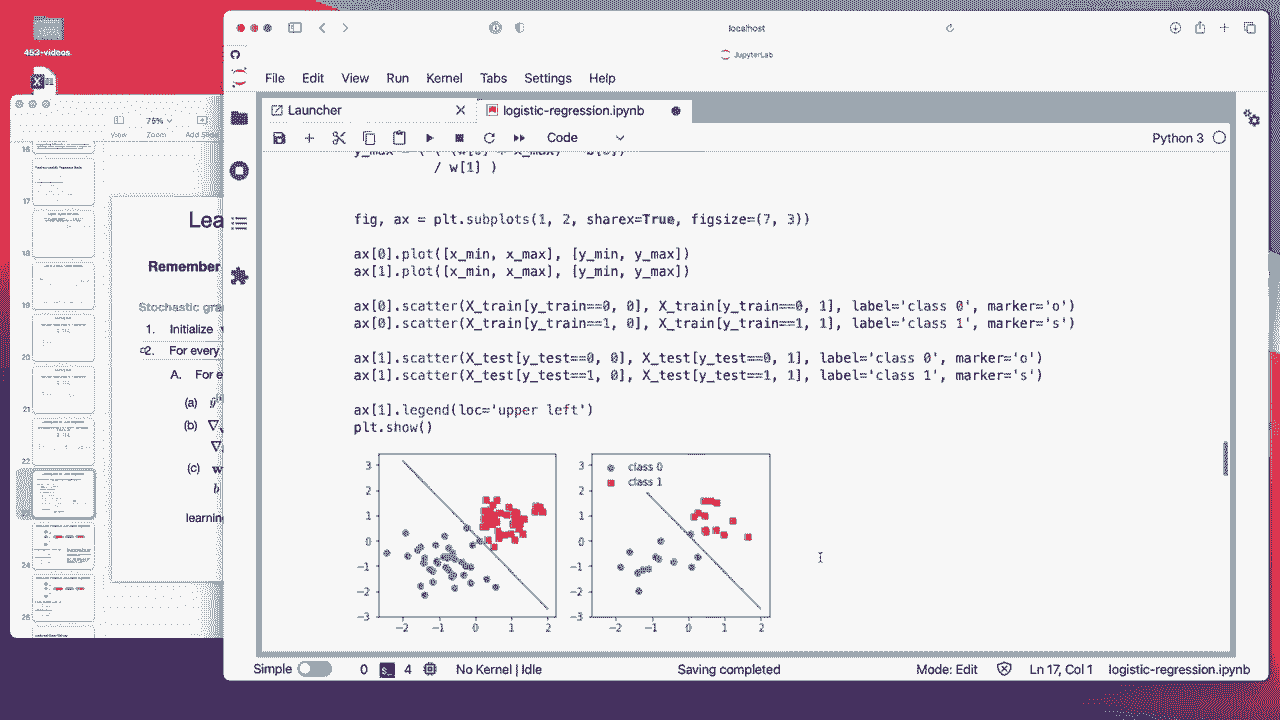 453-videos
localhost
JupyterLab
File Edit View Run Kernel Tabs Settings Help
Launcher
logistic-regression.ipynb
75%
View Zoom Add Slide
Code
Python 3
/ w[1] )
fig, ax = plt.subplots(1, 2, sharex=True, figsize=(7, 3))
ax[0].plot([x_min, x_max], [y_min, y_max])
ax[1].plot([x_min, x_max], [y_min, y_max])
ax[0].scatter(X_train[y_train==0, 0], X_train[y_train==0, 1], label='class 0', marker='o')
ax[0].scatter(X_train[y_train==1, 0], X_train[y_train==1, 1], label='class 1', marker='s')
ax[1].scatter(X_test[y_test==0, 0], X_test[y_test==0, 1], label='class 0', marker='o')
ax[1].scatter(X_test[y_test==1, 0], X_test[y_test==1, 1], label='class 1', marker='s')
ax[1].legend(loc='upper left')
plt.show()
3
2
1
0
−1
−2
−3
−2 −1 0 1 2
3
2
1
0
−1
−2
−3
−2 −1 0 1 2
class 0
class 1
16
17
18
19
20
21
22
24
Lea
Remember
Stochastic gra
1. Initialize
2. For every
A. For e
(a)
(b)
(c) w
b
learning
Simple 0 4 No Kernel | Idle Saving completed Mode: Edit Ln 17, Col 1 logistic-regression.ipynb